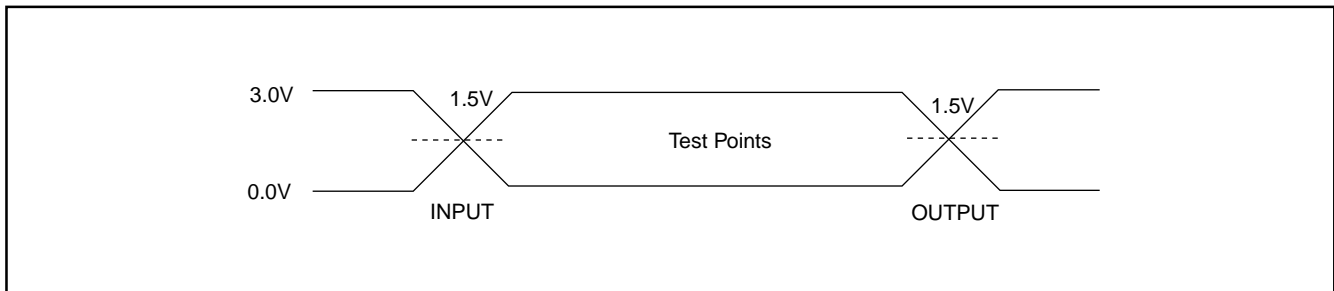 3.0V
1.5V
1.5V
Test Points
0.0V
INPUT
OUTPUT